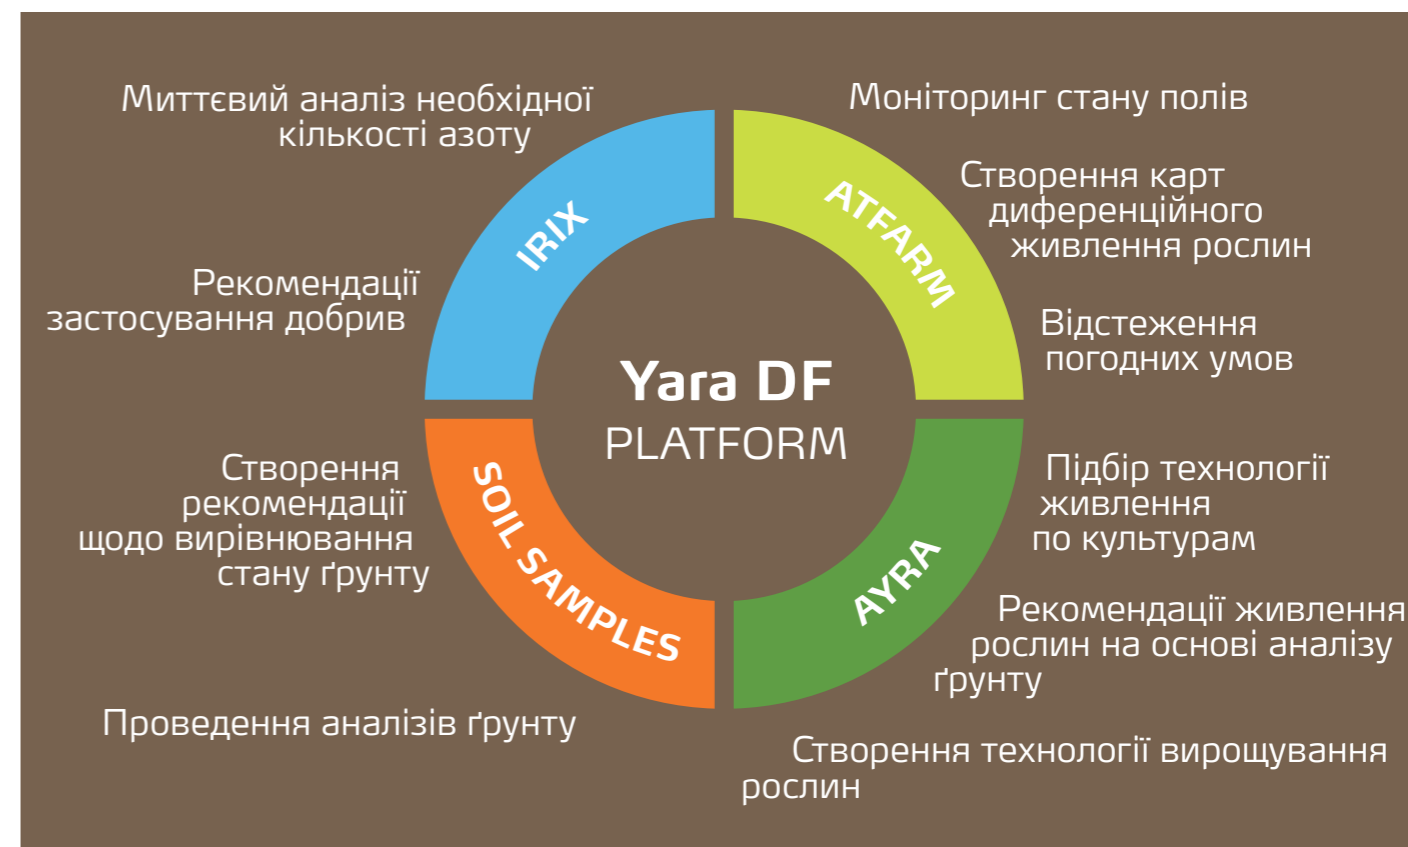 Миттєвий аналіз необхідної
кількості азоту
Рекомендації
застосування добрив
IRIX
Моніторинг стану полів
Створення карт
диференційного
живлення рослин
Відстеження
погодних умов
ATFARM
Yara DF
PLATFORM
Створення
рекомендації
щодо вирівнювання
стану ґрунту
Проведення аналізів ґрунту
SOIL SAMPLES
Підбір технології
живлення
по культурам
Рекомендації живлення
рослин на основі аналізу
ґрунту
Створення технології вирощування
рослин
AYRA